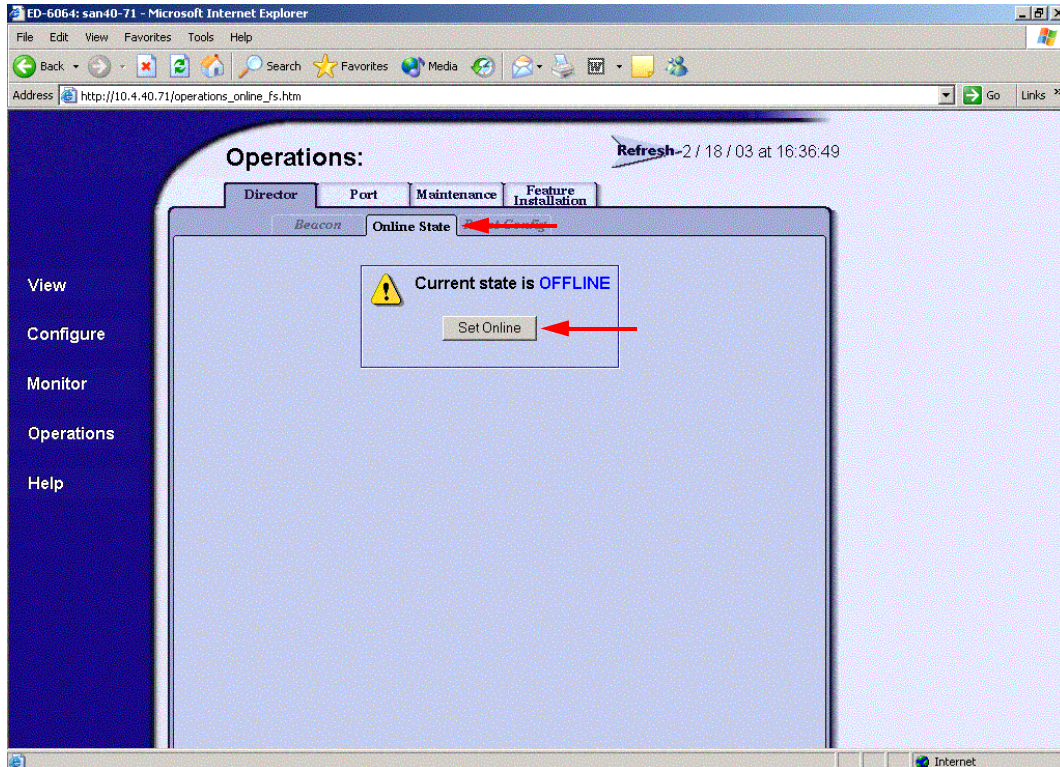 ED-6064: san40-71 - Microsoft Internet Explorer
File Edit View Favorites Tools Help
Back Search Favorites Media
Address http://10.4.40.71/operations_online_fs.htm Go Links »
Operations:
Refresh-2 / 18 / 03 at 16:36:49
Director Port Maintenance Feature Installation
Beacon Online State Config
Current state is OFFLINE
Set Online
View
Configure
Monitor
Operations
Help
Internet